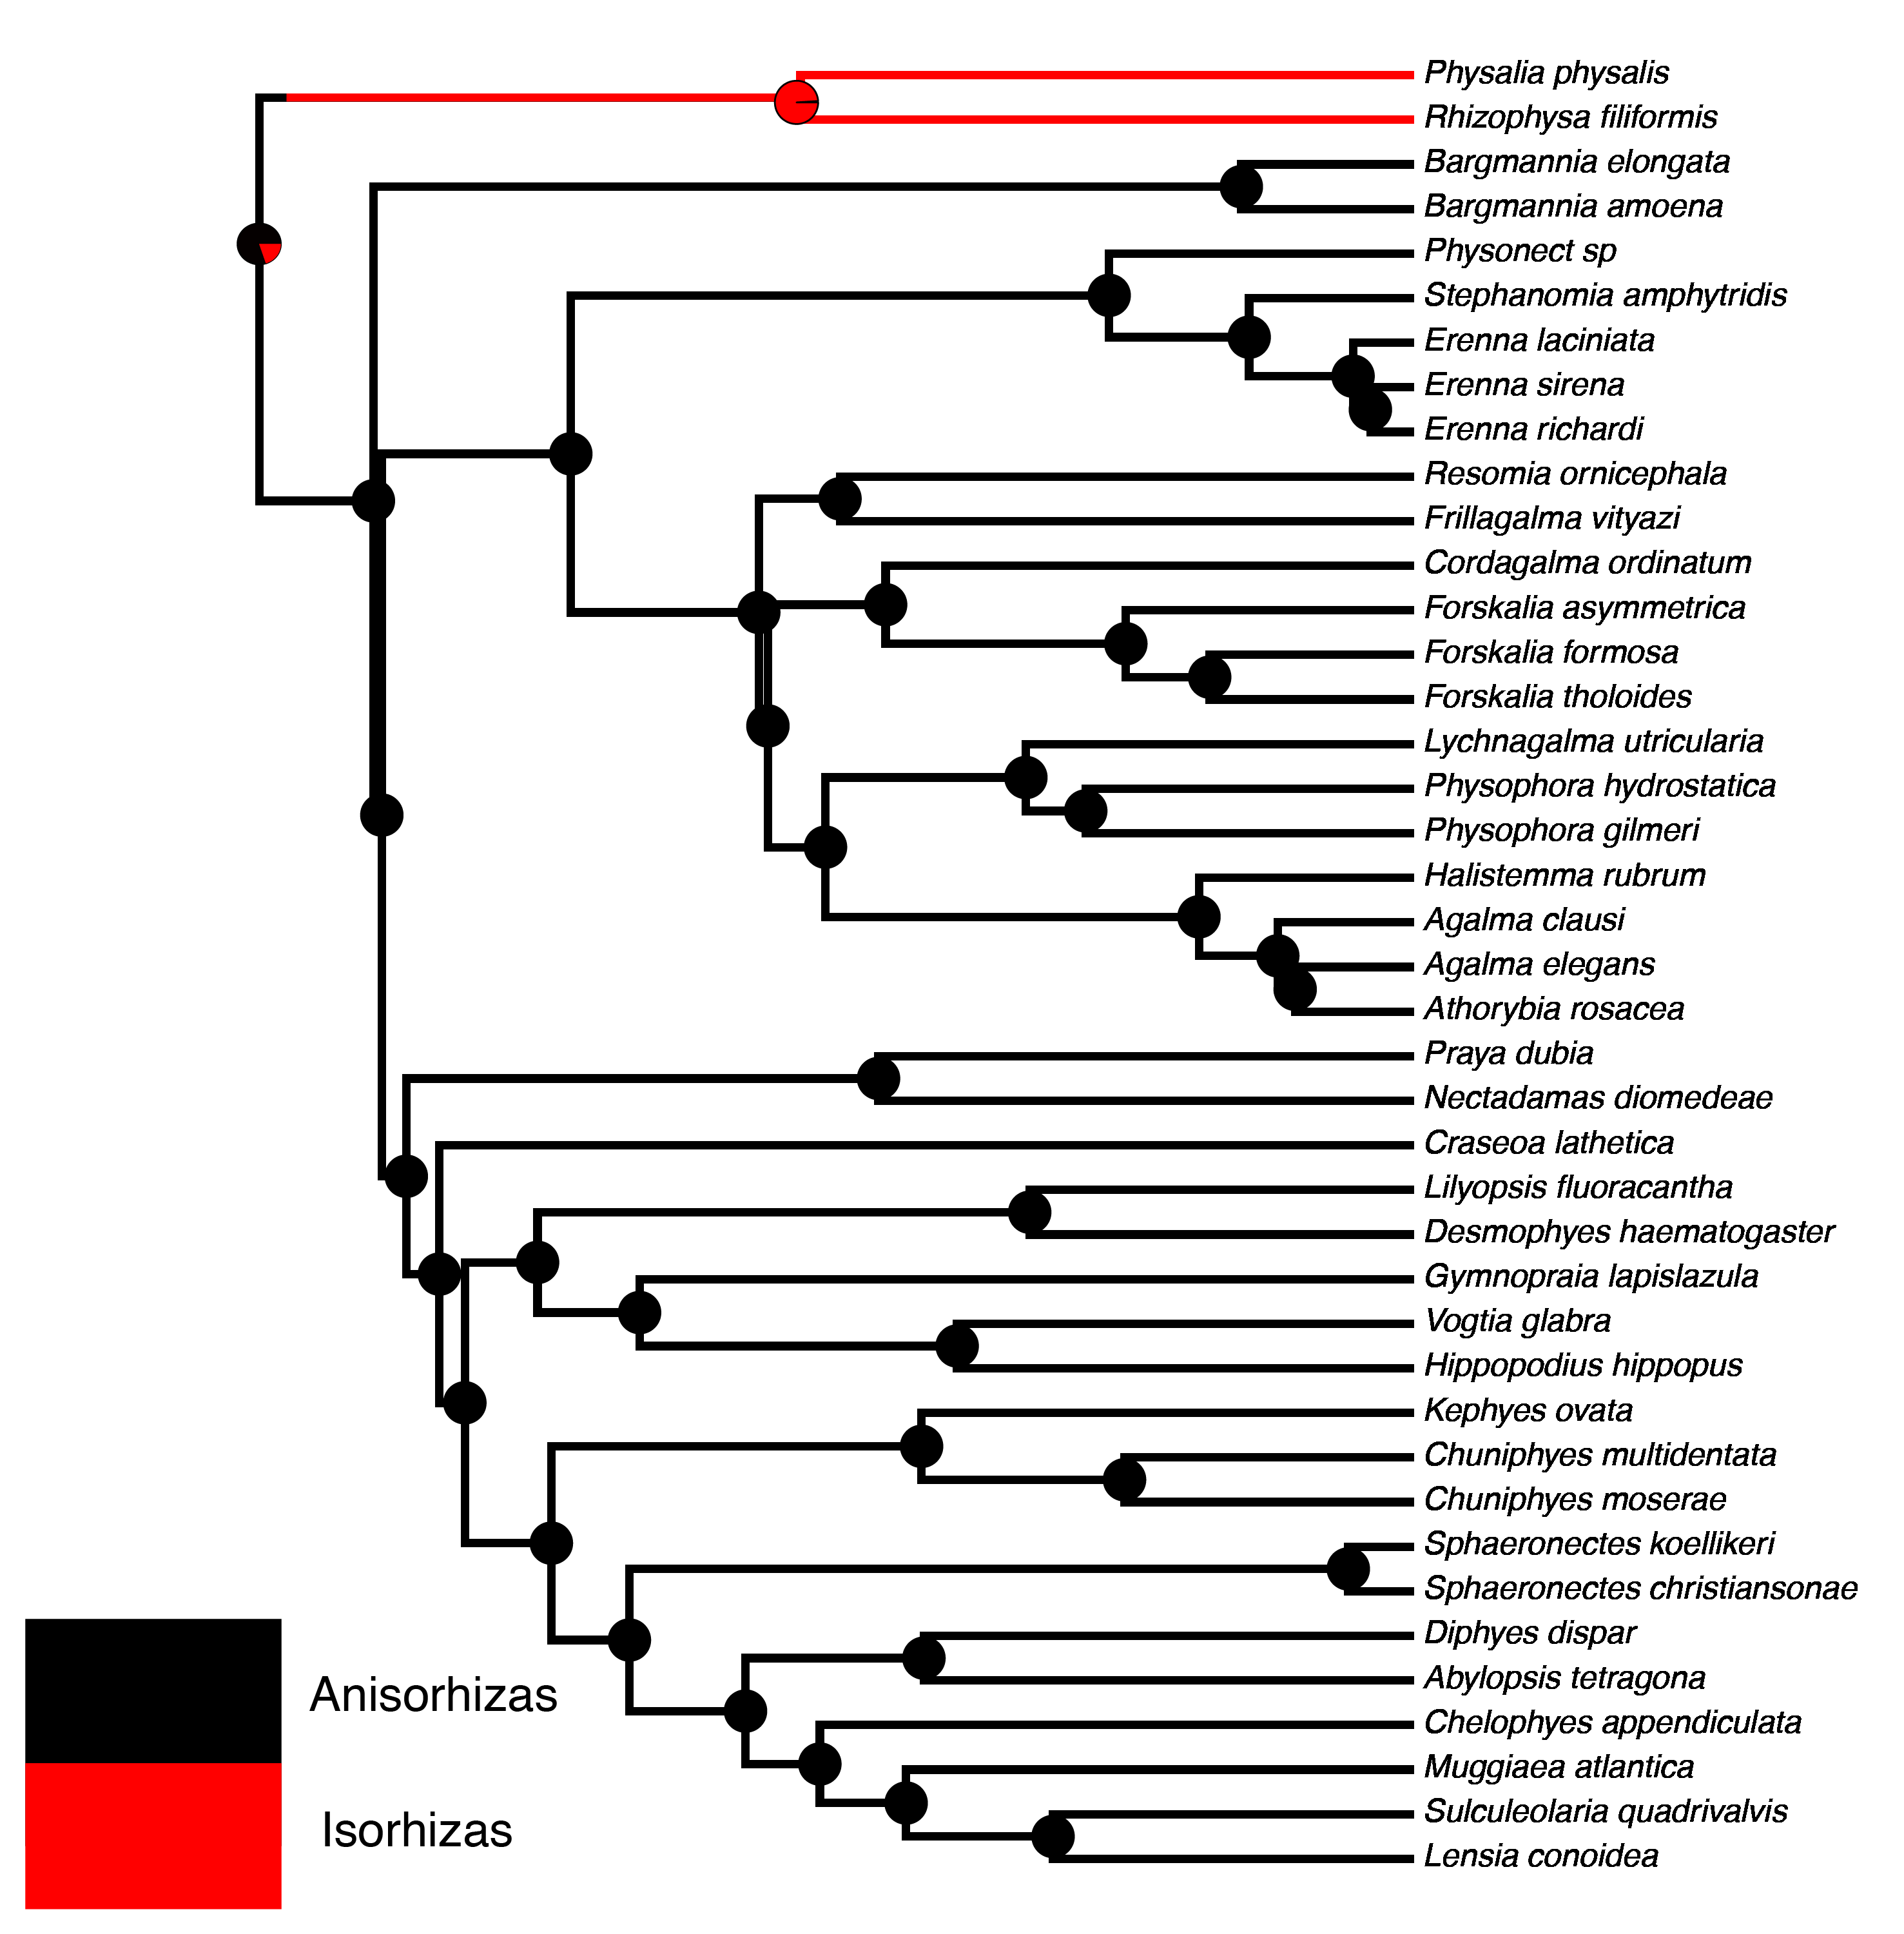 Physalia physalis
Rhizophysa filiformis
Bargmannia elongata
Bargmannia amoena
Physonect sp
Stephanomia amphytridis
Erenna laciniata
Erenna sirena
Erenna richardi
Resomia ornicephala
Frillagalma vityazi
Cordagalma ordinatum
Forskalia asymmetrica
Forskalia formosa
Forskalia tholoides
Lychnagalma utricularia
Physophora hydrostatica
Physophora gilmeri
Halistemma rubrum
Agalma clausi
Agalma elegans
Athorybia rosacea
Praya dubia
Nectadamas diomedeae
Craseoa lathetica
Lilyopsis fluoracantha
Desmophyes haematogaster
Gymnopraia lapislazula
Vogtia glabra
Hippopodius hippopus
Kephyes ovata
Chuniphyes multidentata
Chuniphyes moserae
Sphaeronectes koellikeri
Sphaeronectes christiansonae
Diphyes dispar
Abylopsis tetragona
Chelophyes appendiculata
Muggiaea atlantica
Sulculeolaria quadrivalvis
Lensia conoidea
Anisorhizas
Isorhizas